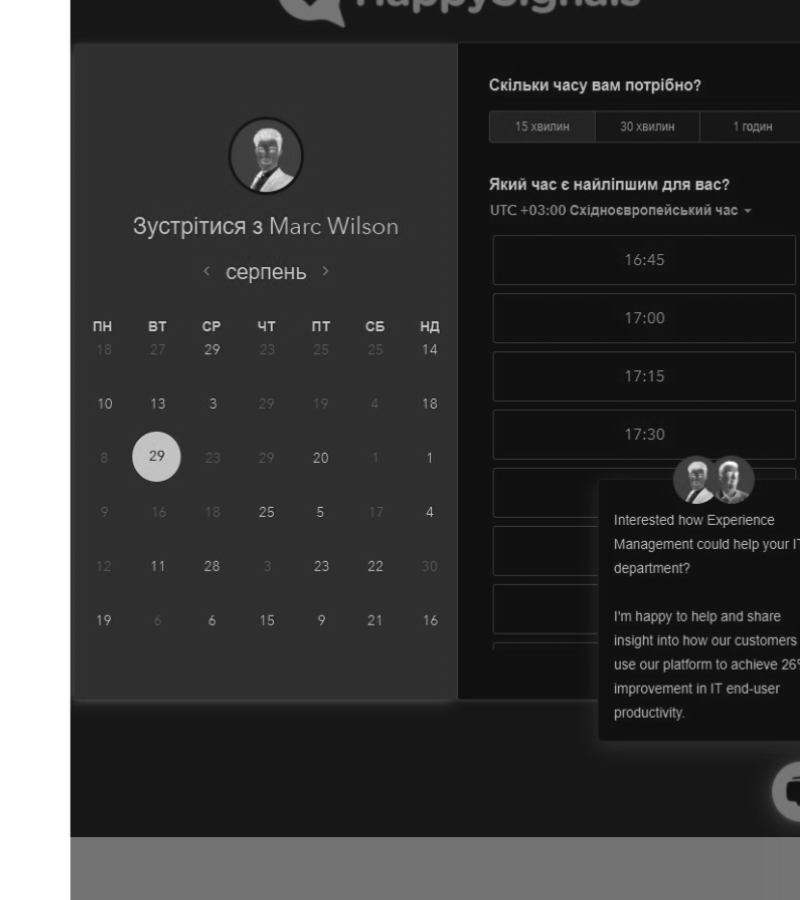 HappySignals
Зустрітися з Marc Wilson
серпень
ПН ВТ СР ЧТ ПТ СБ НД
18 27 29 23 25 25 14
10 13 3 29 19 4 18
8 29 23 29 20 1 1
9 16 18 25 5 17 4
12 11 28 3 23 22 30
19 6 6 15 9 21 16
Скільки часу вам потрібно?
15 хвилин 30 хвилин 1 годин
Який час є найліпшим для вас?
UTC +03:00 Східноєвропейський час
16:45
17:00
17:15
17:30
Interested how Experience
Management could help your IT
department?
I'm happy to help and share
insight into how our customers
use our platform to achieve 26%
improvement in IT end-user
productivity.